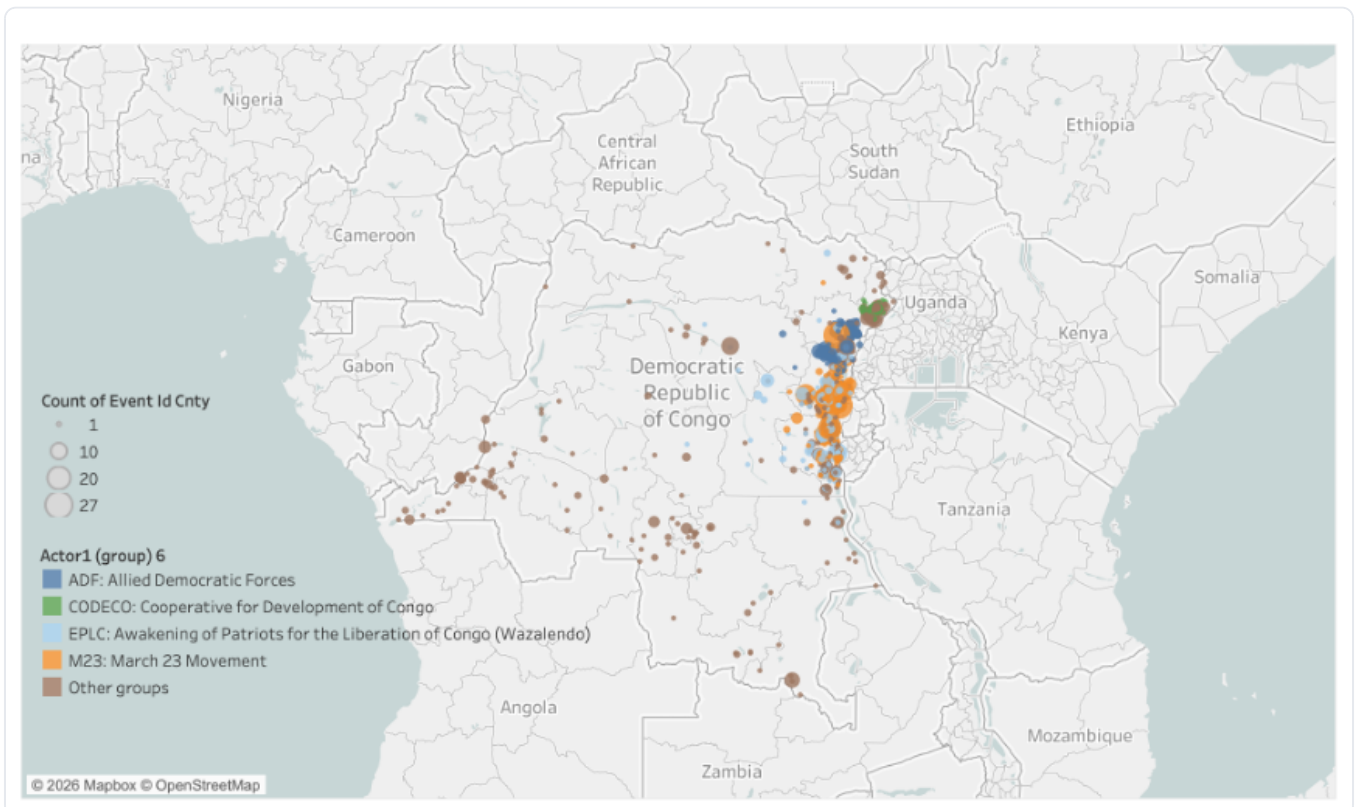 Nigeria
Ethiopia
na
Central
African
Republic
South
Sudan
Cameroon
Somalia
Uganda
Kenya
Gabon
Democratic
Republic
of Congo
Count of Event Id Cnty
1
10
20
27
Tanzania
Actor1 (group) 6
ADF: Allied Democratic Forces
CODECO: Cooperative for Development of Congo
EPLC: Awakening of Patriots for the Liberation of Congo (Wazalendo)
M23: March 23 Movement
Other groups
Angola
Mozambique
Zambia
© 2026 Mapbox © OpenStreetMap